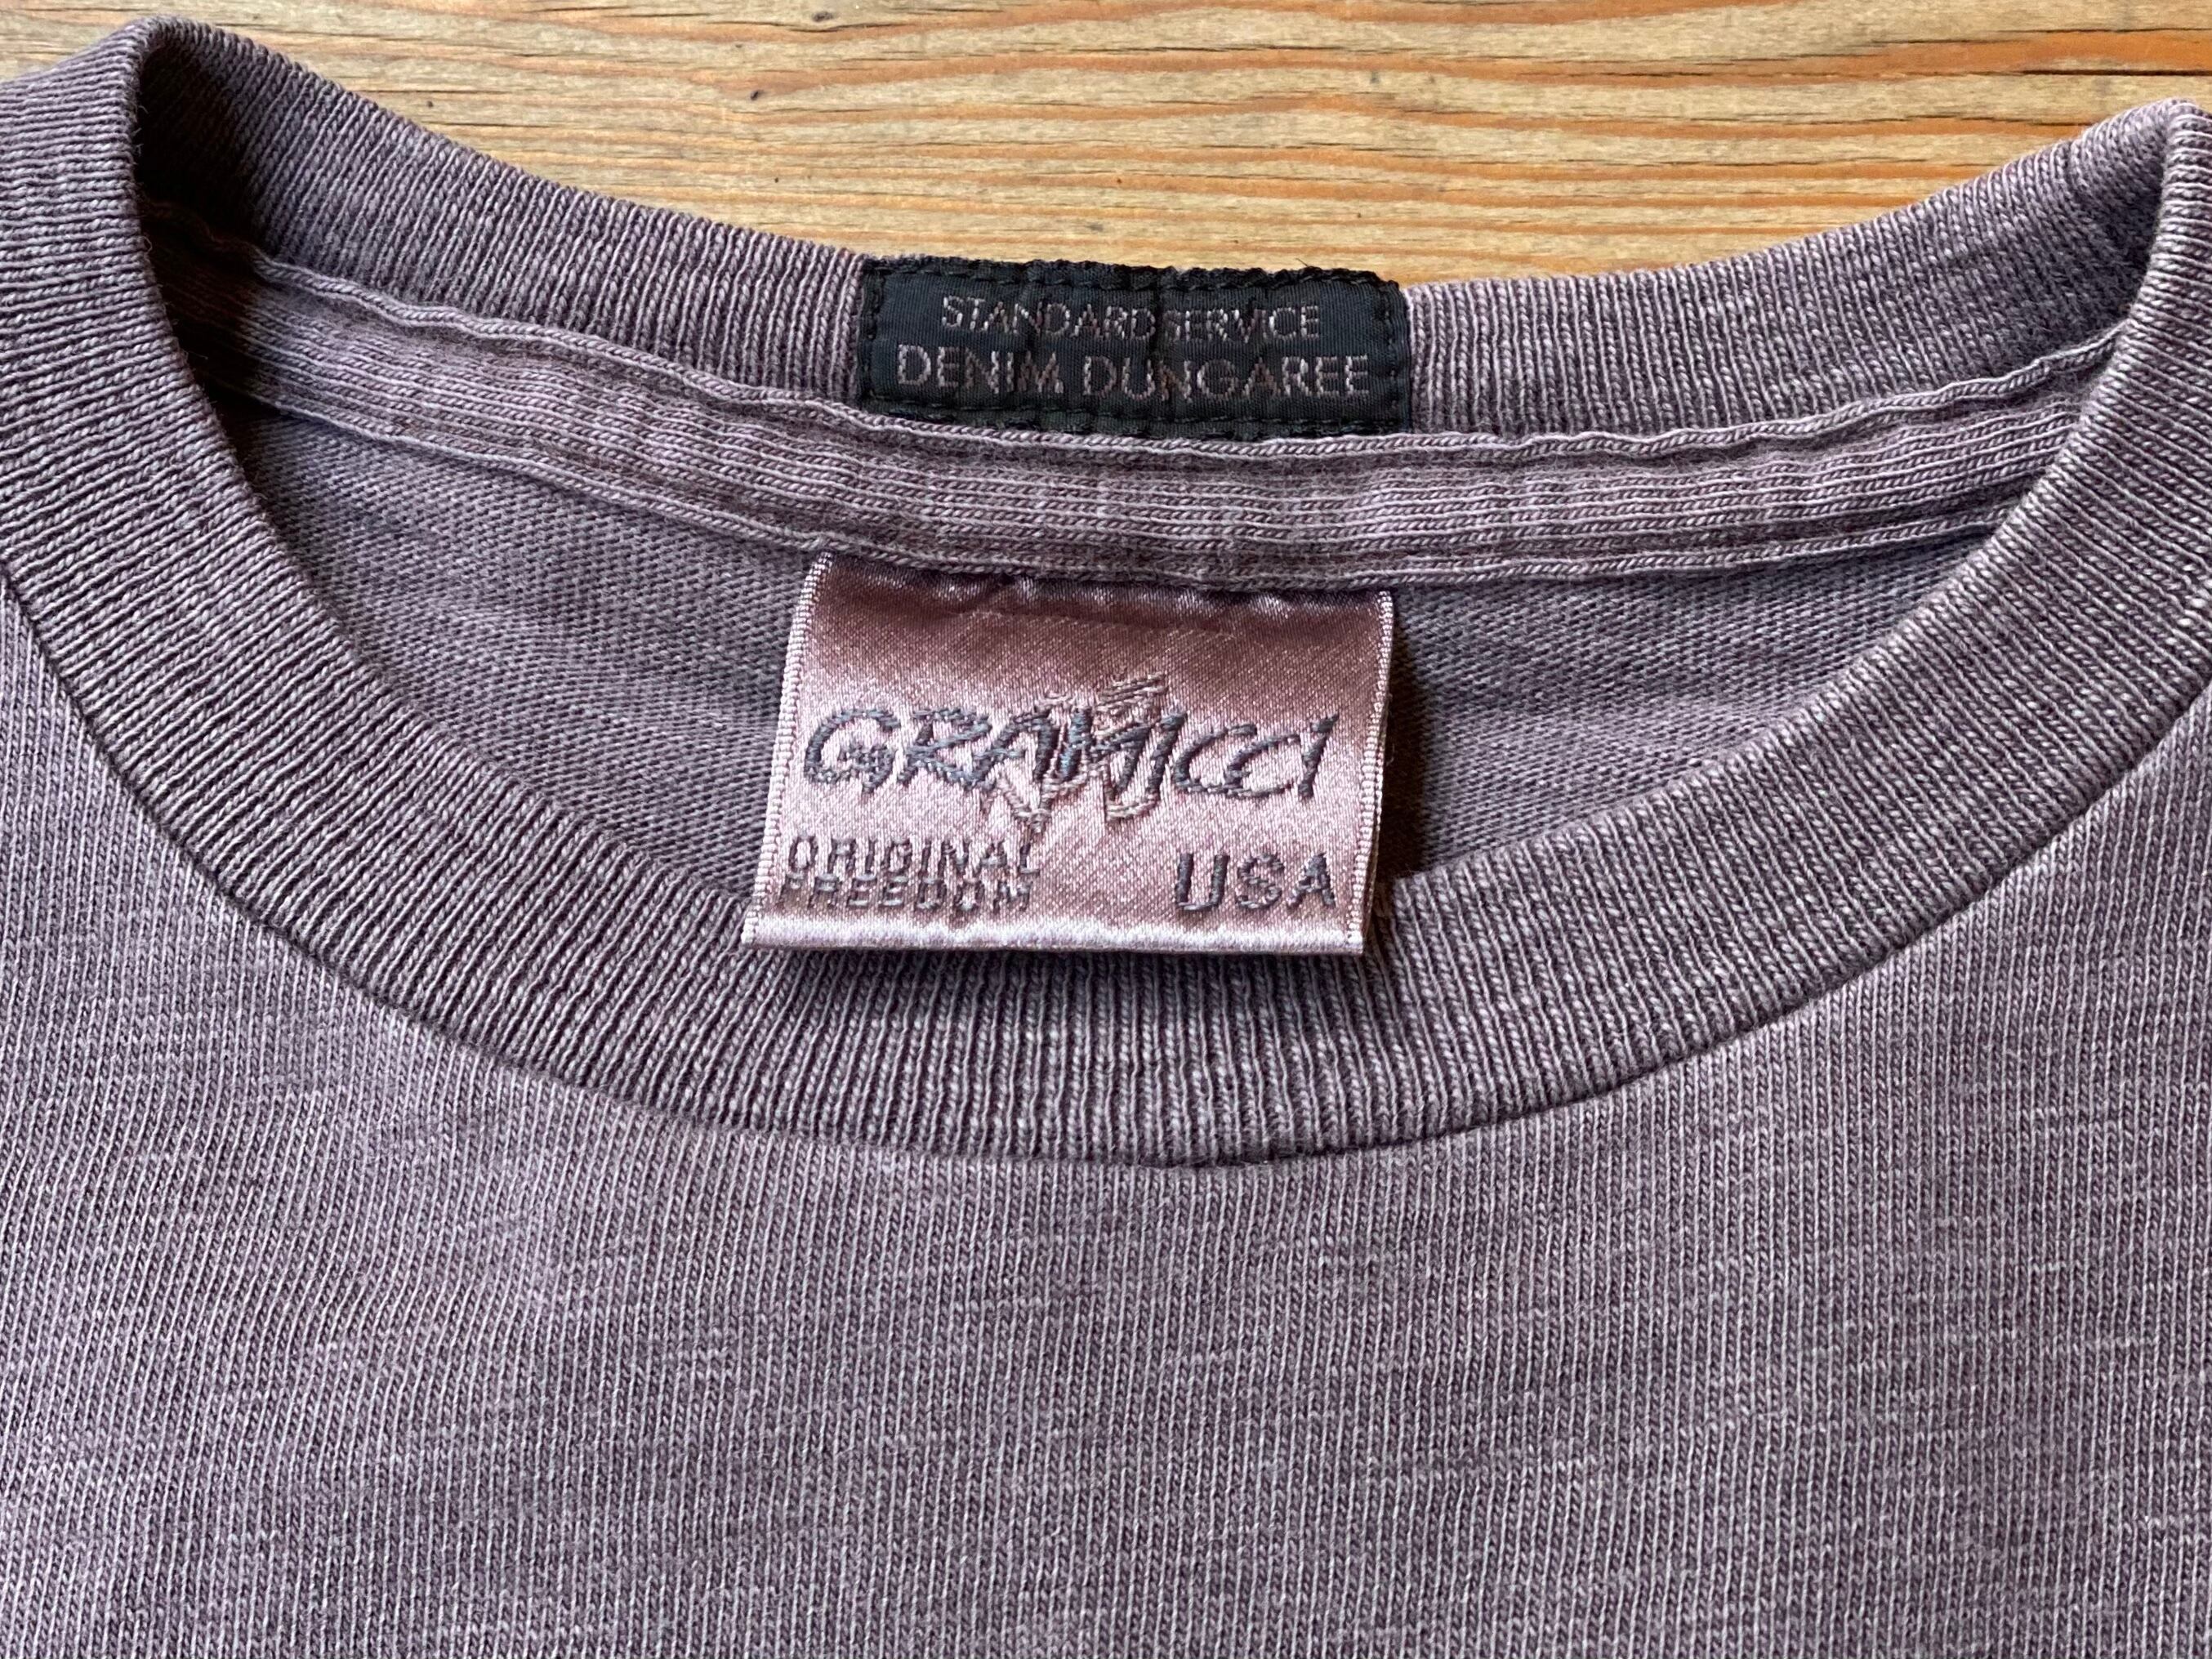 STANDARD SERVICE
DENIM DUNGAREE
GRAMICCI
ORIGINAL
FREEDOM
USA